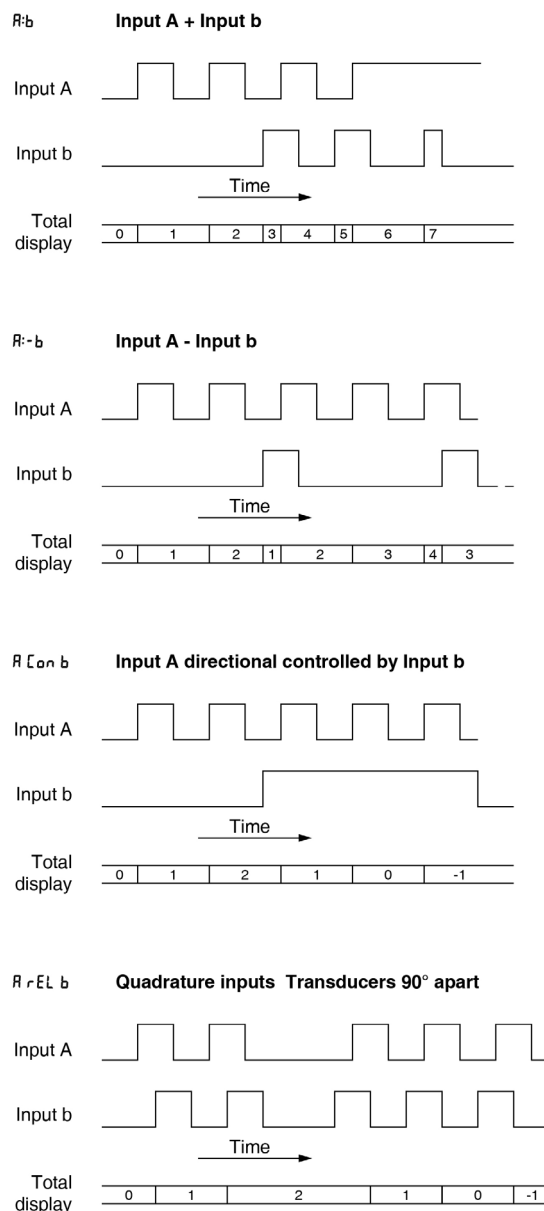 A:b Input A + Input b
Input A
Input b
Time
Total
display
0 1 2 3 4 5 6 7
A:-b Input A - Input b
Input A
Input b
Time
Total
display
0 1 2 1 2 3 4 3
A Con b Input A directional controlled by Input b
Input A
Input b
Time
Total
display
0 1 2 1 0 -1
A rEL b Quadrature inputs Transducers 90° apart
Input A
Input b
Time
Total
display
0 1 2 1 0 -1